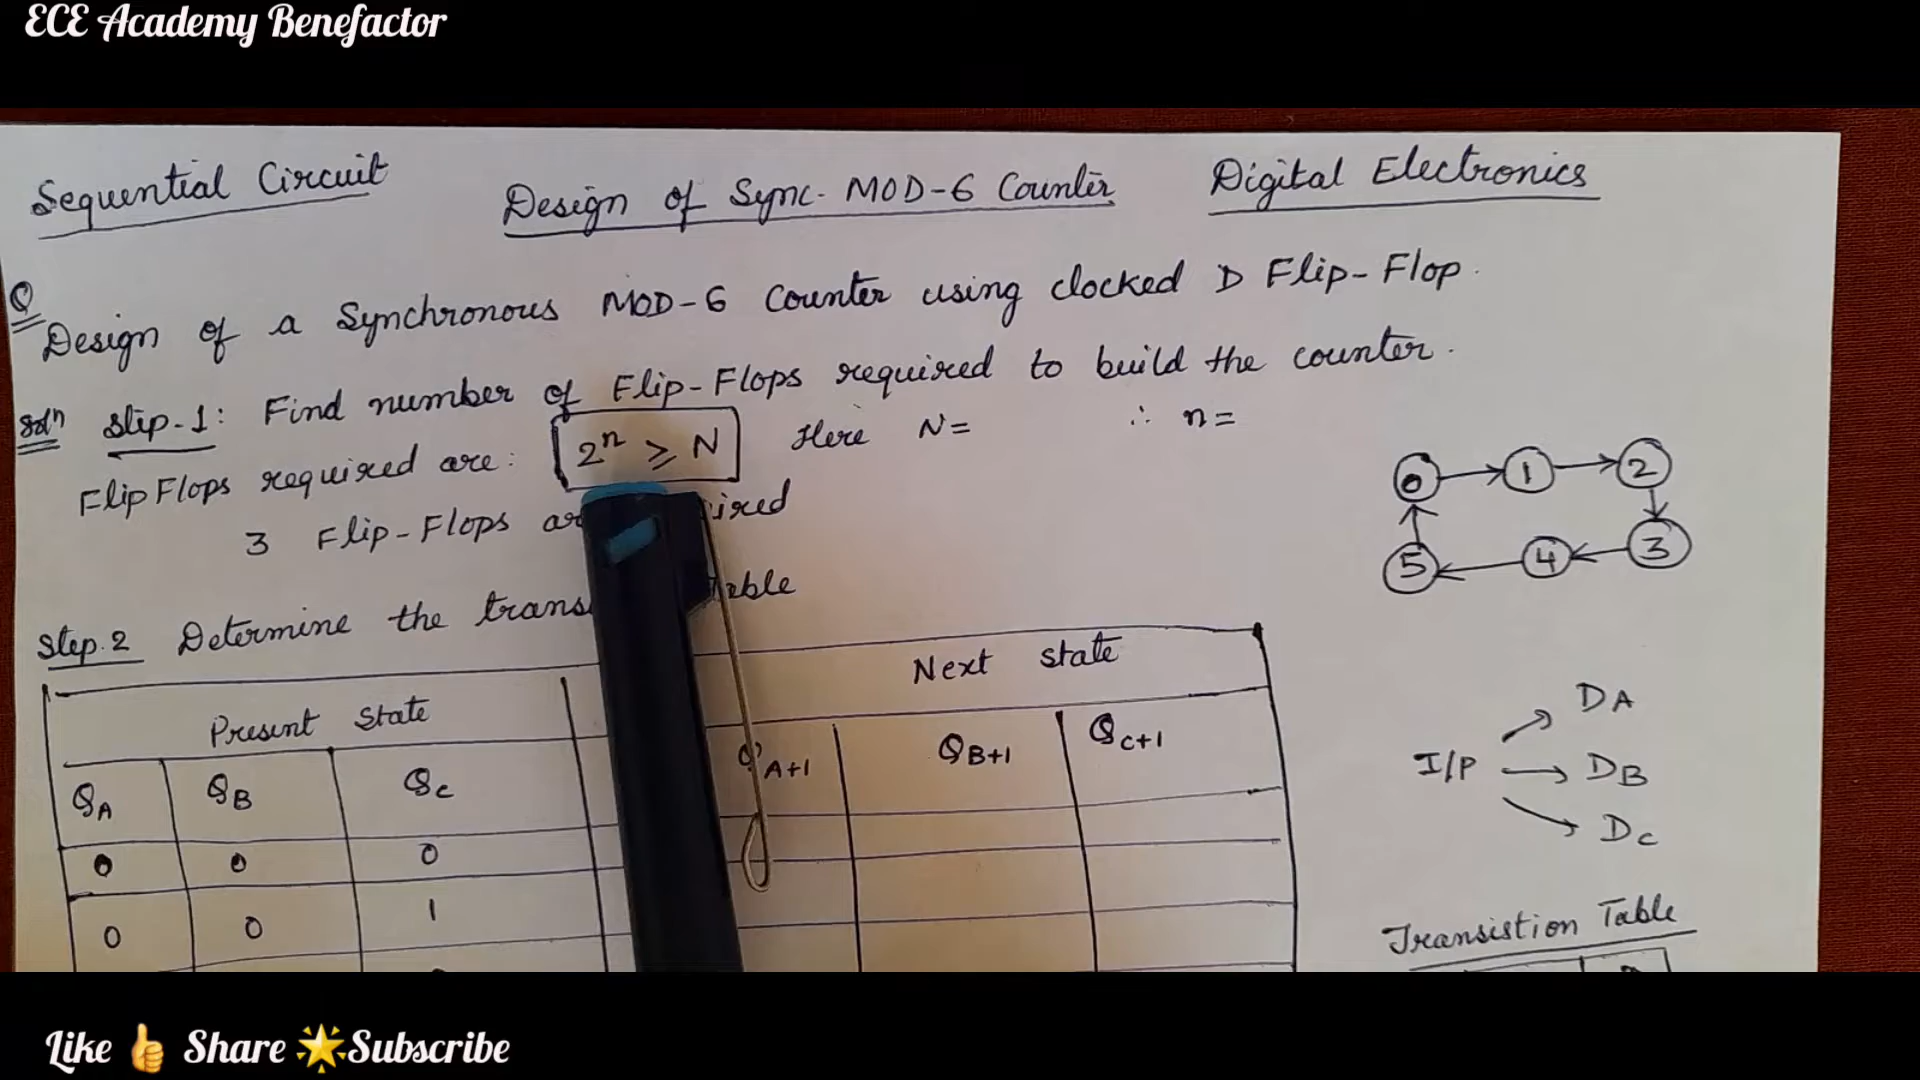 ECE Academy Benefactor
Sequential Circuit
Design of Sync. MOD-6 Counter
Digital Electronics
Q
Design of a Synchronous MOD-6 Counter using clocked D Flip-Flop.
Soln Step-1: Find number of Flip-Flops required to build the counter.
FlipFlops required are: 2^n ≥ N Here N= ∴ n=
3 Flip-Flops
Step.2 Determine the
Present State Next State
QA QB QC QA+1 QB+1 QC+1
0 0 0
0 0 1
0 1 2
5 4 3
I/P DA
DB
DC
Transistion Table
Like 👍 Share 🌟Subscribe